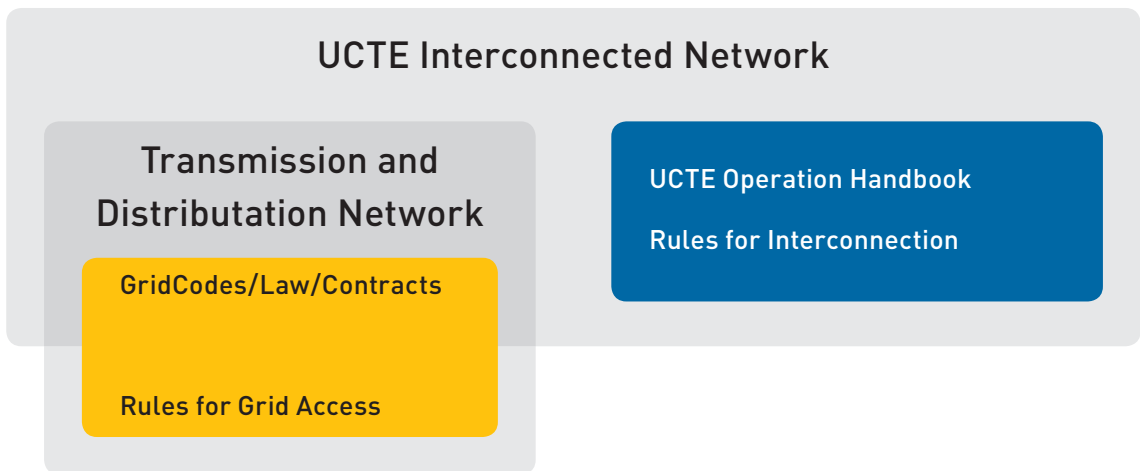 UCTE Interconnected Network
Transmission and
Distributation Network
GridCodes/Law/Contracts
Rules for Grid Access
UCTE Operation Handbook
Rules for Interconnection